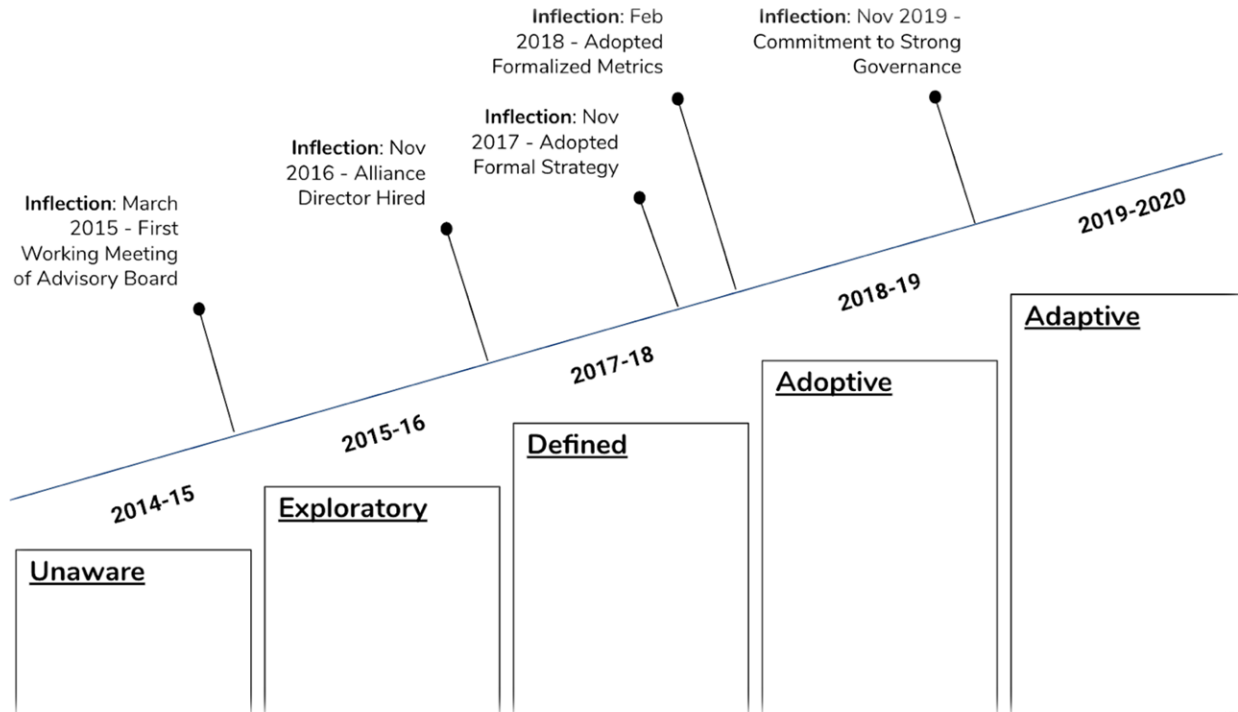 Inflection: March
2015 - First
Working Meeting
of Advisory Board
Inflection: Nov
2016 - Alliance
Director Hired
Inflection: Nov
2017 - Adopted
Formal Strategy
Inflection: Feb
2018 - Adopted
Formalized Metrics
Inflection: Nov 2019 -
Commitment to Strong
Governance
2014-15
2015-16
2017-18
2018-19
2019-2020
Unaware
Exploratory
Defined
Adoptive
Adaptive